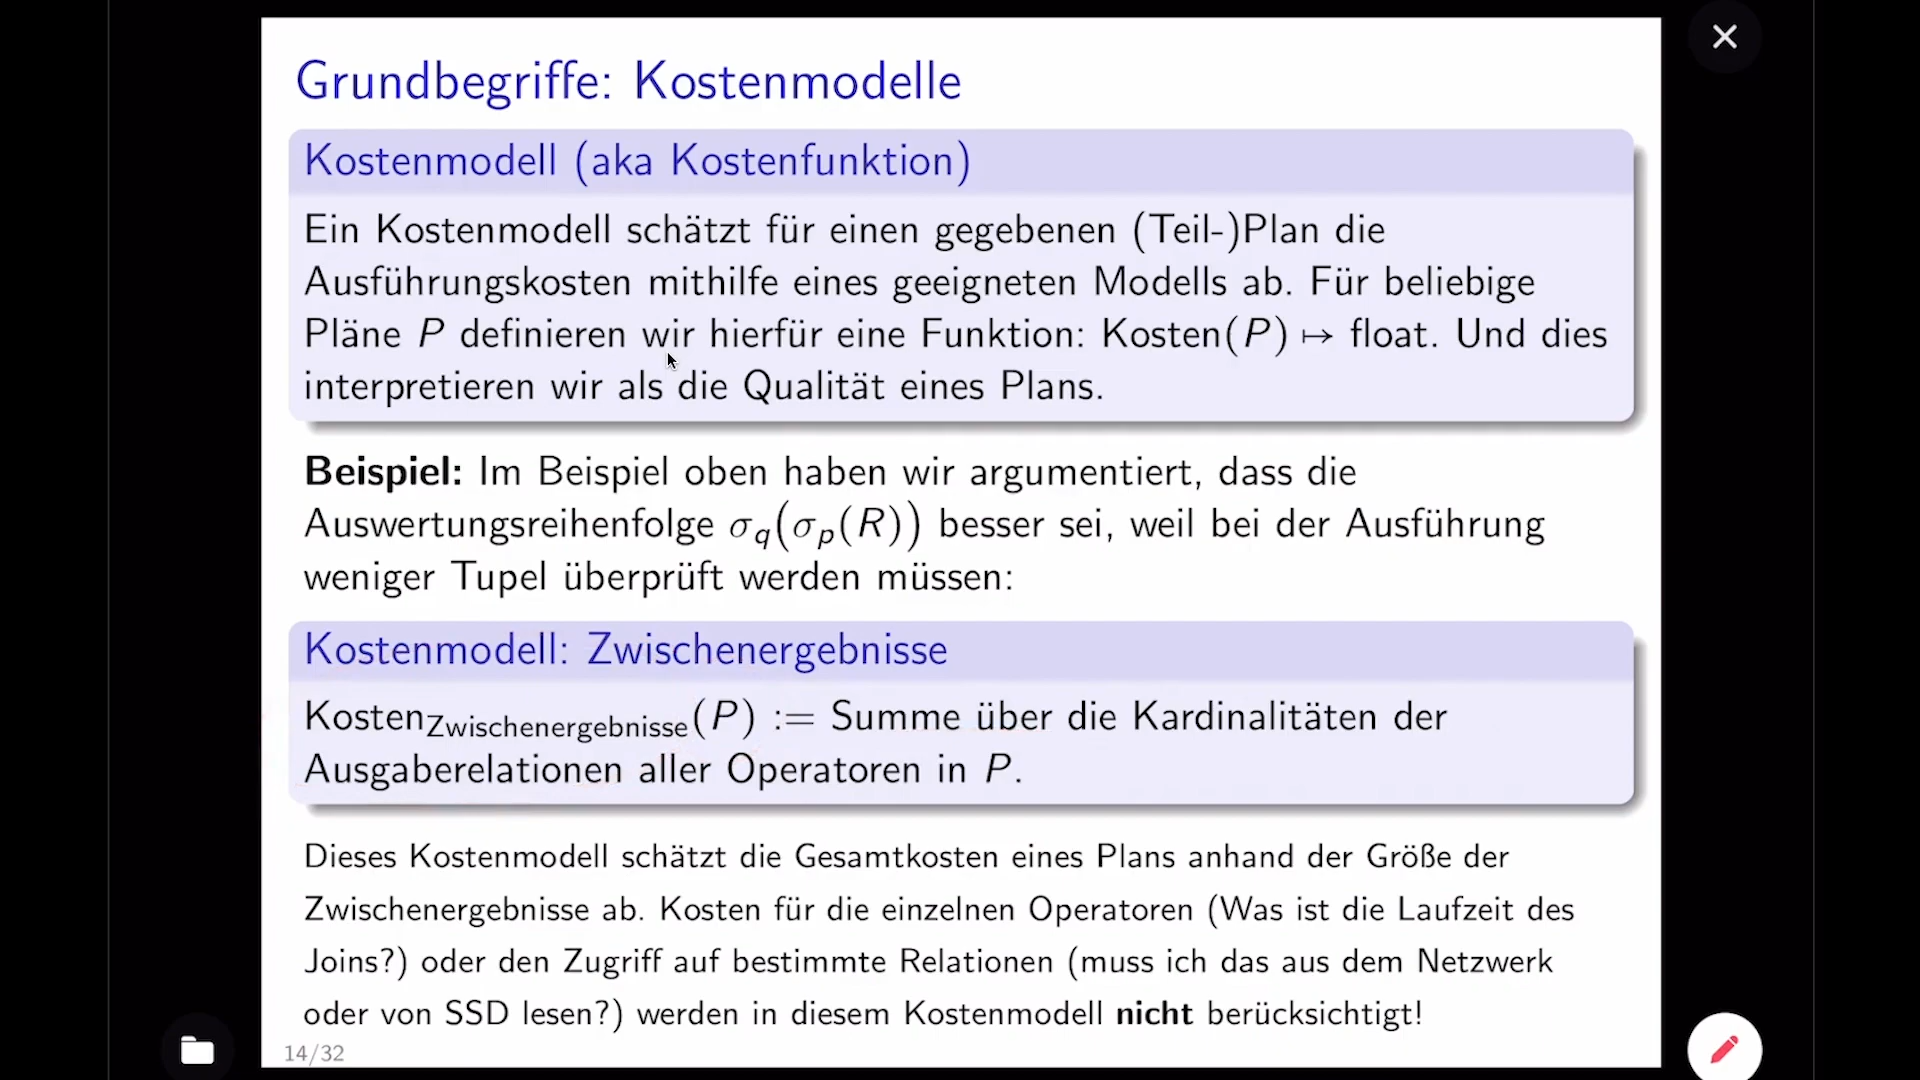 Grundbegriffe: Kostenmodelle
Kostenmodell (aka Kostenfunktion)
Ein Kostenmodell schätzt für einen gegebenen (Teil-)Plan die
Ausführungskosten mithilfe eines geeigneten Modells ab. Für beliebige
Pläne P definieren wir hierfür eine Funktion: Kosten(P) ↦ float. Und dies
interpretieren wir als die Qualität eines Plans.
Beispiel: Im Beispiel oben haben wir argumentiert, dass die
Auswertungsreihenfolge σ_q(σ_p(R)) besser sei, weil bei der Ausführung
weniger Tupel überprüft werden müssen:
Kostenmodell: Zwischenergebnisse
Kosten_Zwischenergebnisse(P) := Summe über die Kardinalitäten der
Ausgaberelationen aller Operatoren in P.
Dieses Kostenmodell schätzt die Gesamtkosten eines Plans anhand der Größe der
Zwischenergebnisse ab. Kosten für die einzelnen Operatoren (Was ist die Laufzeit des
Joins?) oder den Zugriff auf bestimmte Relationen (muss ich das aus dem Netzwerk
oder von SSD lesen?) werden in diesem Kostenmodell nicht berücksichtigt!
14/32